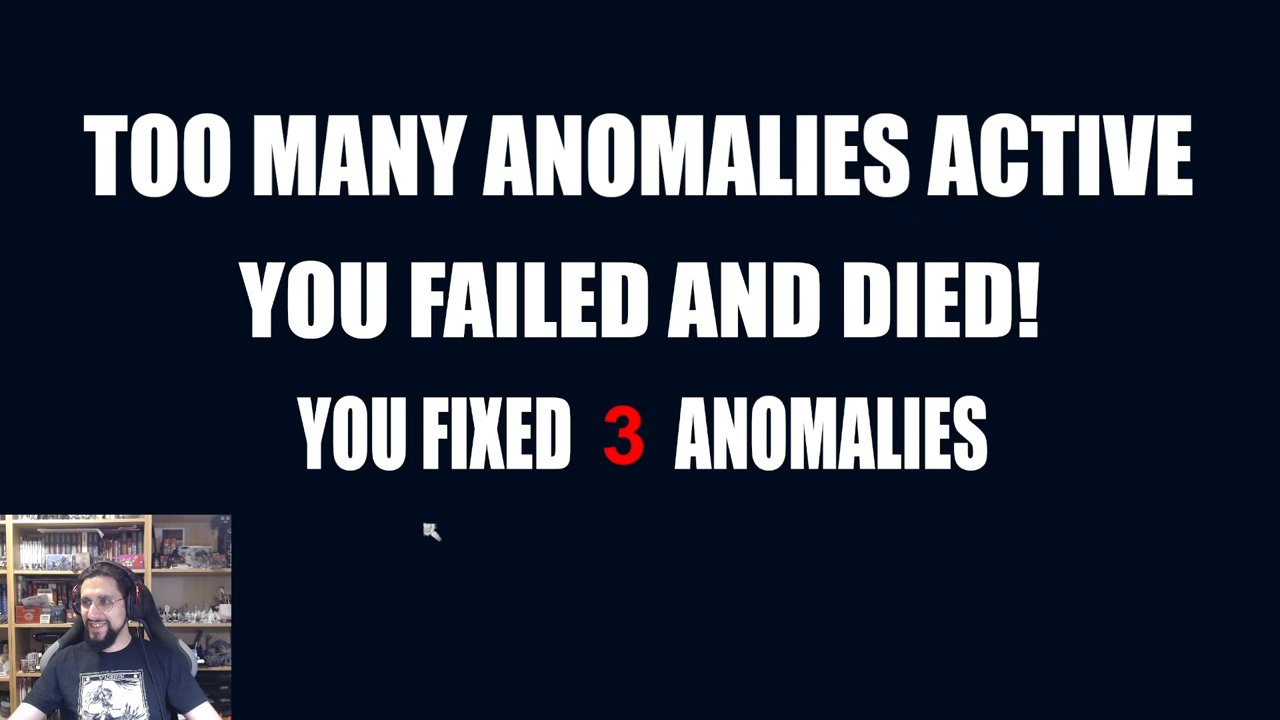 TOO MANY ANOMALIES ACTIVE
YOU FAILED AND DIED!
YOU FIXED 3 ANOMALIES